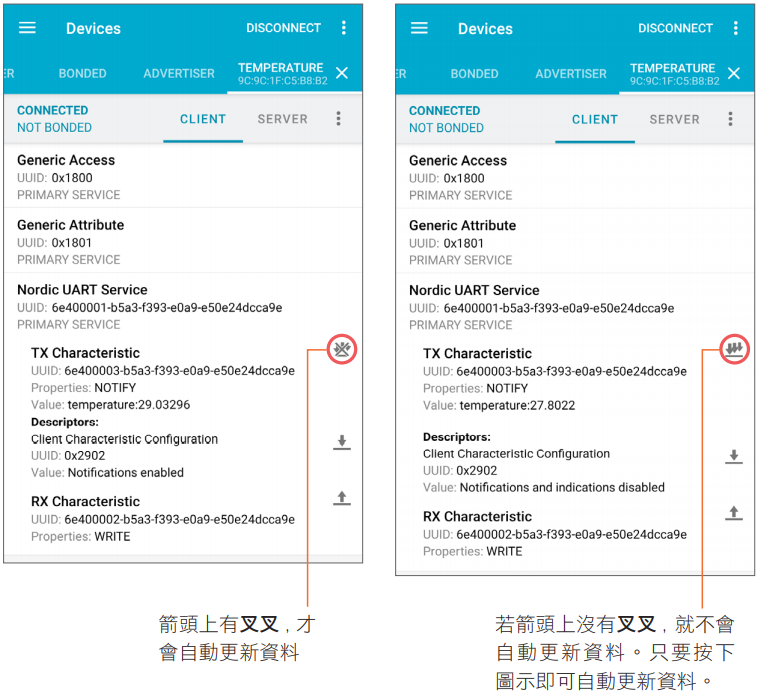 Devices
DISCONNECT
ER
BONDED
ADVERTISER
TEMPERATURE
9C:9C:1F:C5:B8:B2
CONNECTED
NOT BONDED
CLIENT
SERVER
Generic Access
UUID: 0x1800
PRIMARY SERVICE
Generic Attribute
UUID: 0x1801
PRIMARY SERVICE
Nordic UART Service
UUID: 6e400001-b5a3-f393-e0a9-e50e24dcca9e
PRIMARY SERVICE
TX Characteristic
UUID: 6e400003-b5a3-f393-e0a9-e50e24dcca9e
Properties: NOTIFY
Value: temperature:29.03296
Descriptors:
Client Characteristic Configuration
UUID: 0x2902
Value: Notifications enabled
RX Characteristic
UUID: 6e400002-b5a3-f393-e0a9-e50e24dcca9e
Properties: WRITE
箭頭上有叉叉，才
會自動更新資料
Devices
DISCONNECT
ER
BONDED
ADVERTISER
TEMPERATURE
9C:9C:1F:C5:B8:B2
CONNECTED
NOT BONDED
CLIENT
SERVER
Generic Access
UUID: 0x1800
PRIMARY SERVICE
Generic Attribute
UUID: 0x1801
PRIMARY SERVICE
Nordic UART Service
UUID: 6e400001-b5a3-f393-e0a9-e50e24dcca9e
PRIMARY SERVICE
TX Characteristic
UUID: 6e400003-b5a3-f393-e0a9-e50e24dcca9e
Properties: NOTIFY
Value: temperature:27.8022
Descriptors:
Client Characteristic Configuration
UUID: 0x2902
Value: Notifications and indications disabled
RX Characteristic
UUID: 6e400002-b5a3-f393-e0a9-e50e24dcca9e
Properties: WRITE
若箭頭上沒有叉叉，就不會
自動更新資料。只要按下
圖示即可自動更新資料。